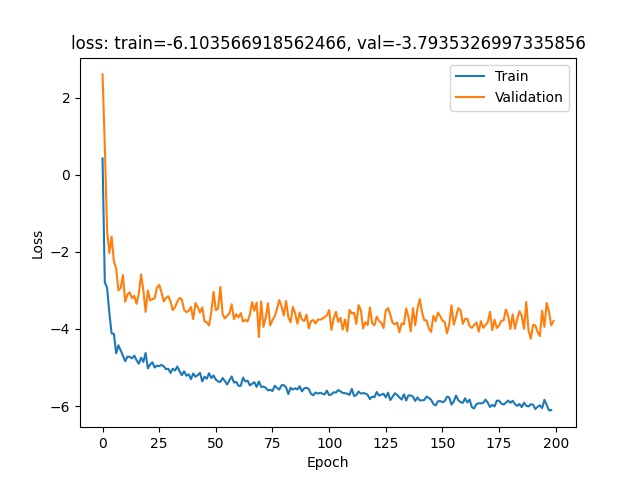 loss: train=-6.103566918562466, val=-3.7935326997335856
Train
Validation
2
0
−2
−4
−6
Loss
0 25 50 75 100 125 150 175 200
Epoch